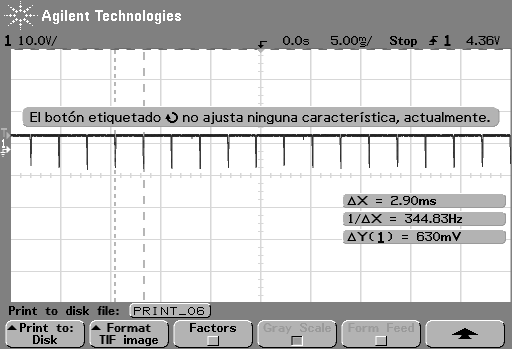 Agilent Technologies
1 10.0V/ 0.0s 5.00ms/ Stop 1 4.36V
El botón etiquetado no ajusta ninguna característica, actualmente.
1
ΔX = 2.90ms
1/ΔX = 344.83Hz
ΔY(1) = 630mV
Print to disk file: PRINT_06
Print to: Format Factors Gray Scale Form Feed
Disk TIF image